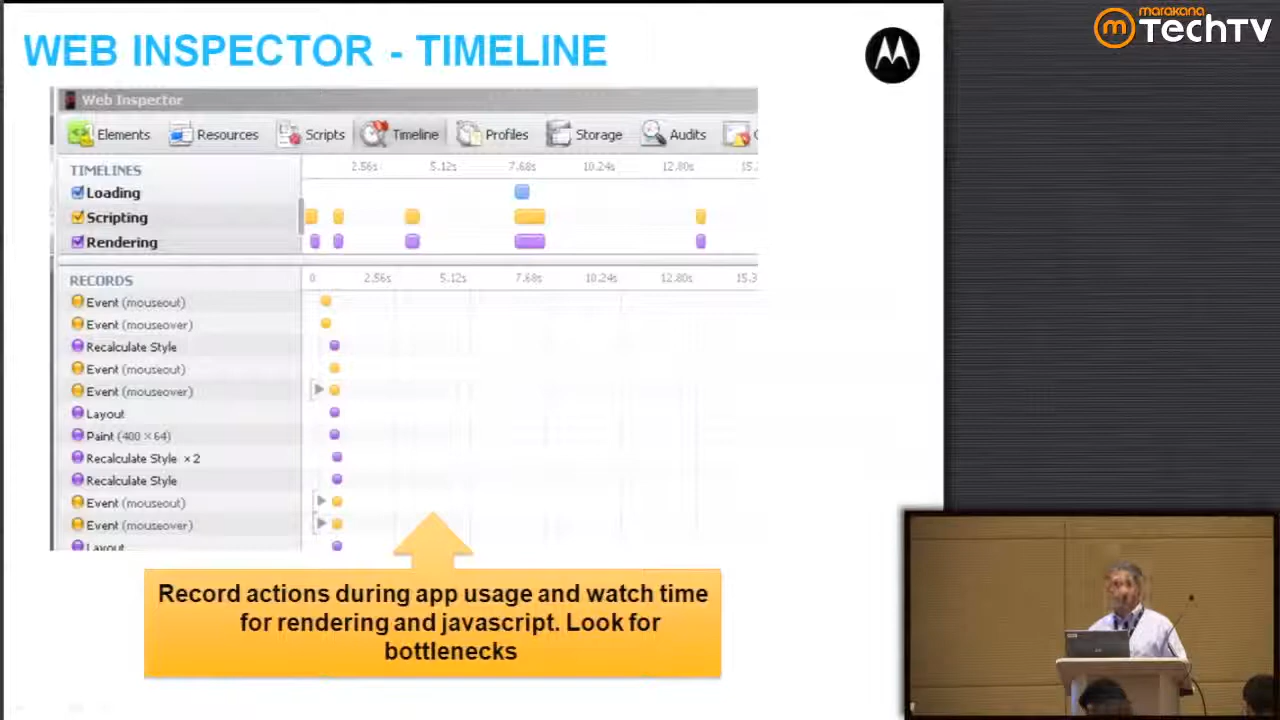 marakana
TechTV
WEB INSPECTOR - TIMELINE
Web Inspector
Elements Resources Scripts Timeline Profiles Storage Audits
TIMELINES 2.56s 5.12s 7.68s 10.24s 12.80s 15.
Loading
Scripting
Rendering
RECORDS 0 2.56s 5.12s 7.68s 10.24s 12.80s 15.3
Event (mouseout)
Event (mouseover)
Recalculate Style
Event (mouseout)
Event (mouseover)
Layout
Paint (400 × 64)
Recalculate Style × 2
Recalculate Style
Event (mouseout)
Event (mouseover)
Layout
Record actions during app usage and watch time
for rendering and javascript. Look for
bottlenecks